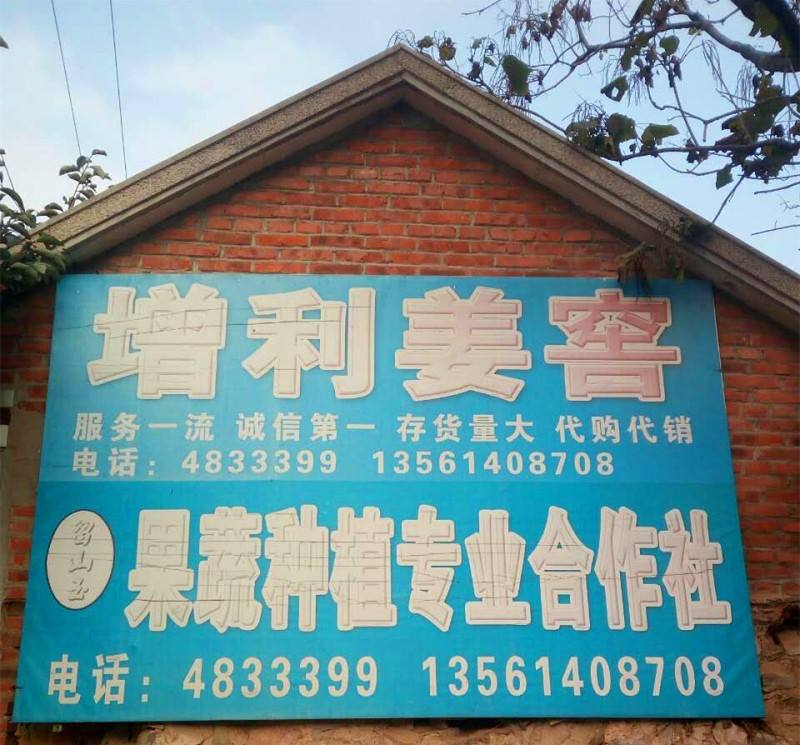 增利姜窖
服务一流 诚信第一 存货量大 代购代销
电话：4833399 13561408708
果蔬种植专业合作社
电话：4833399 13561408708